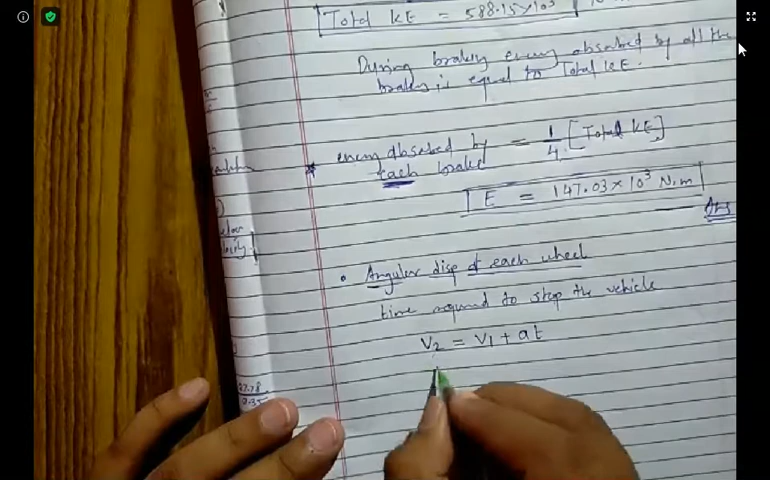 Total KE = 588.15×10³
During braking energy absorbed by all the
brakes is equal to Total KE.
* energy absorbed by each brake = 1/4 [Total KE]
E = 147.03 × 10³ N.m
Ans
• Angular disp of each wheel
time required to stop the vehicle
V₂ = V₁ + at